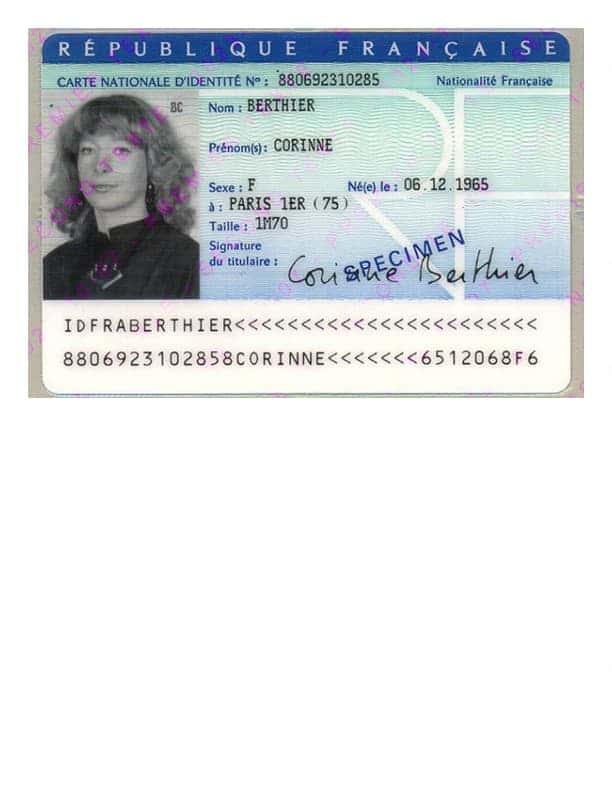 RÉPUBLIQUE FRANÇAISE
CARTE NATIONALE D'IDENTITÉ Nº : 880692310285 Nationalité Française
BC
Nom : BERTHIER
Prénom(s) : CORINNE
Sexe : F Né(e) le : 06.12.1965
à : PARIS 1ER (75)
Taille : 1M70
Signature
du titulaire :
Corinne Berthier
SPECIMEN
IDFRABERTHIER<<<<<<<<<<<<<<<<<<<<<<<
8806923102858CORINNE<<<<<<<6512068F6